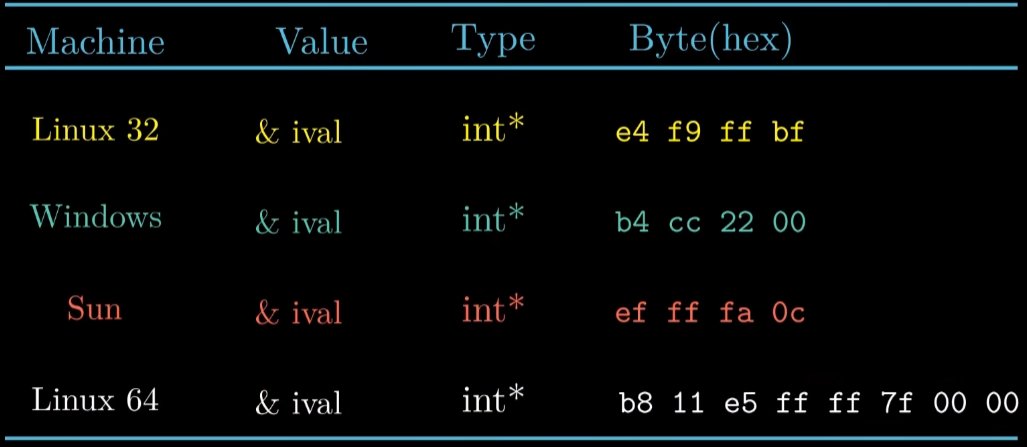 Machine Value Type Byte(hex)
Linux 32 & ival int* e4 f9 ff bf
Windows & ival int* b4 cc 22 00
Sun & ival int* ef ff fa 0c
Linux 64 & ival int* b8 11 e5 ff ff 7f 00 00